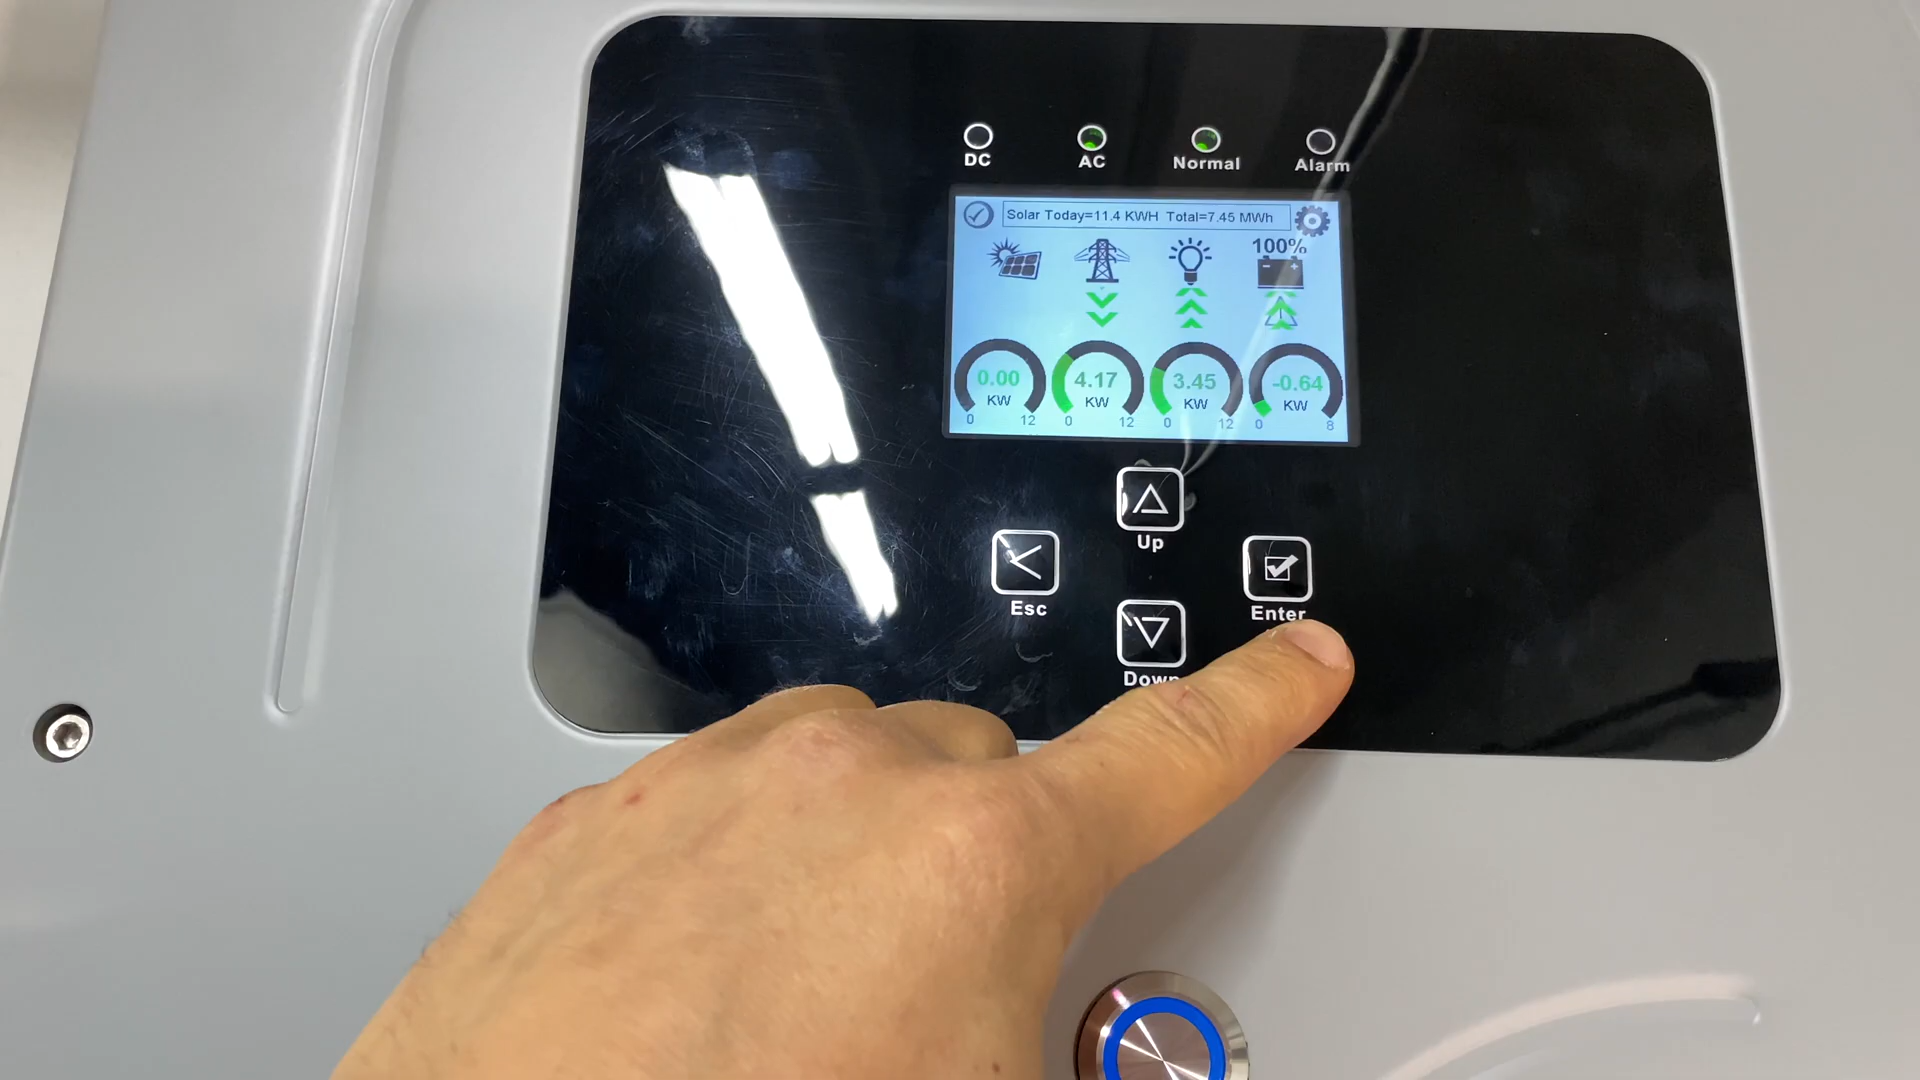 DC
AC
Normal
Alarm
Solar Today=11.4 KWH Total=7.45 MWh
100%
0.00
KW
0
12
4.17
KW
0
12
3.45
KW
0
12
-0.64
KW
0
8
Up
Esc
Enter
Down